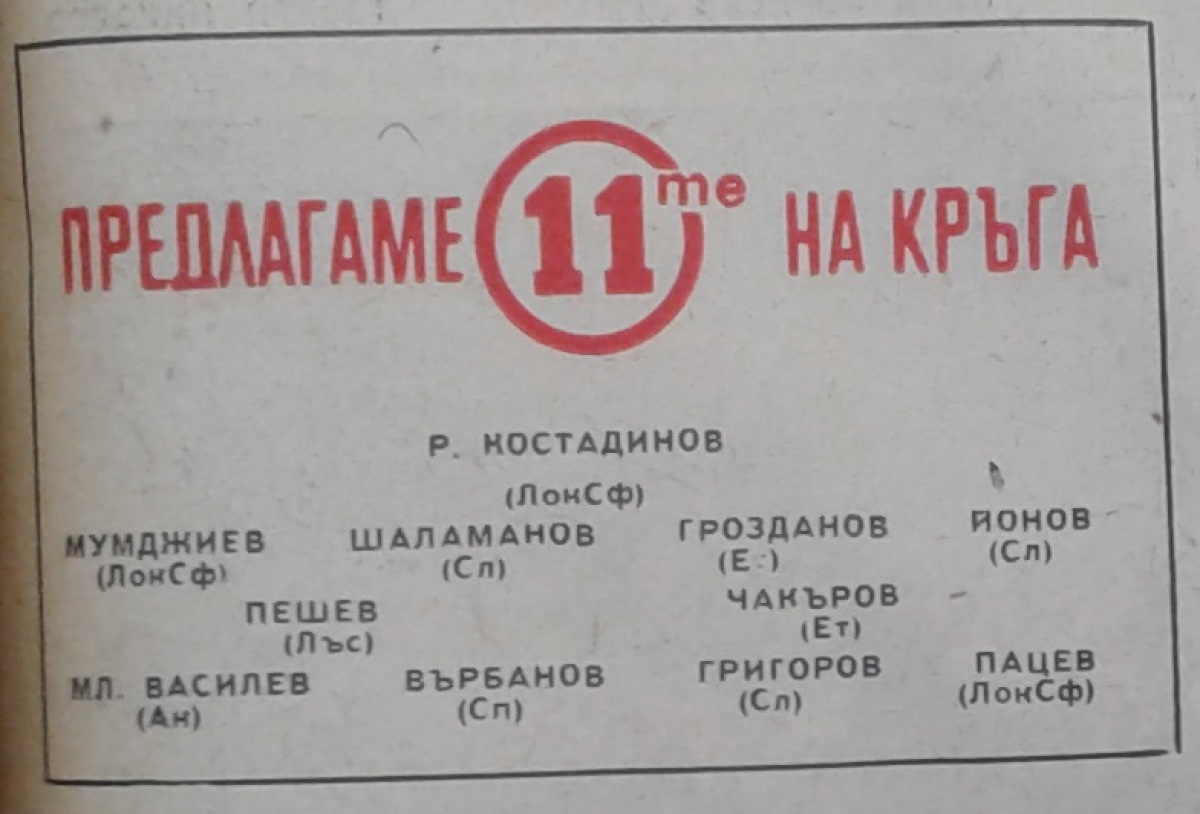 ПРЕДЛАГАМЕ 11те НА КРЪГА
Р. КОСТАДИНОВ
(ЛокСф)
МУМДЖИЕВ ШАЛАМАНОВ ГРОЗДАНОВ ЙОНОВ
(ЛокСф) (Сл) (Сл)
ПЕШЕВ ЧАКЪРОВ
(Лъс) (Ет)
МЛ. ВАСИЛЕВ ВЪРБАНОВ ГРИГОРОВ ПАЦЕВ
(Ак) (Сп) (Сл) (ЛокСф)